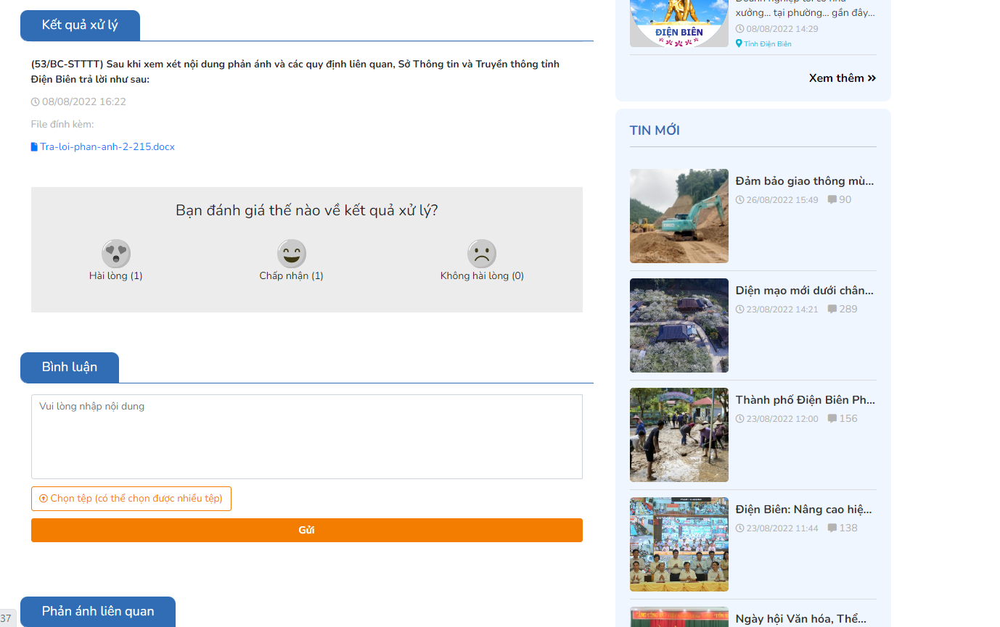 Kết quả xử lý
(53/BC-STTTT) Sau khi xem xét nội dung phản ánh và các quy định liên quan, Sở Thông tin và Truyền thông tỉnh
Điện Biên trả lời như sau:
08/08/2022 16:22
File đính kèm:
Tra-loi-phan-anh-2-215.docx
Bạn đánh giá thế nào về kết quả xử lý?
Hài lòng (1)
Chấp nhận (1)
Không hài lòng (0)
Bình luận
Vui lòng nhập nội dung
Chọn tệp (có thể chọn được nhiều tệp)
Gửi
Phản ánh liên quan
37
Doanh nghiệp tôi có nhà
xưởng... tại phường... gần đây...
ĐIỆN BIÊN
08/08/2022 14:29
Tỉnh Điện Biên
Xem thêm
TIN MỚI
Đảm bảo giao thông mù...
26/08/2022 15:49 90
Diện mạo mới dưới chân...
23/08/2022 14:21 289
Thành phố Điện Biên Ph...
23/08/2022 12:00 156
Điện Biên: Nâng cao hiệ...
23/08/2022 11:44 138
Ngày hội Văn hóa, Thể...